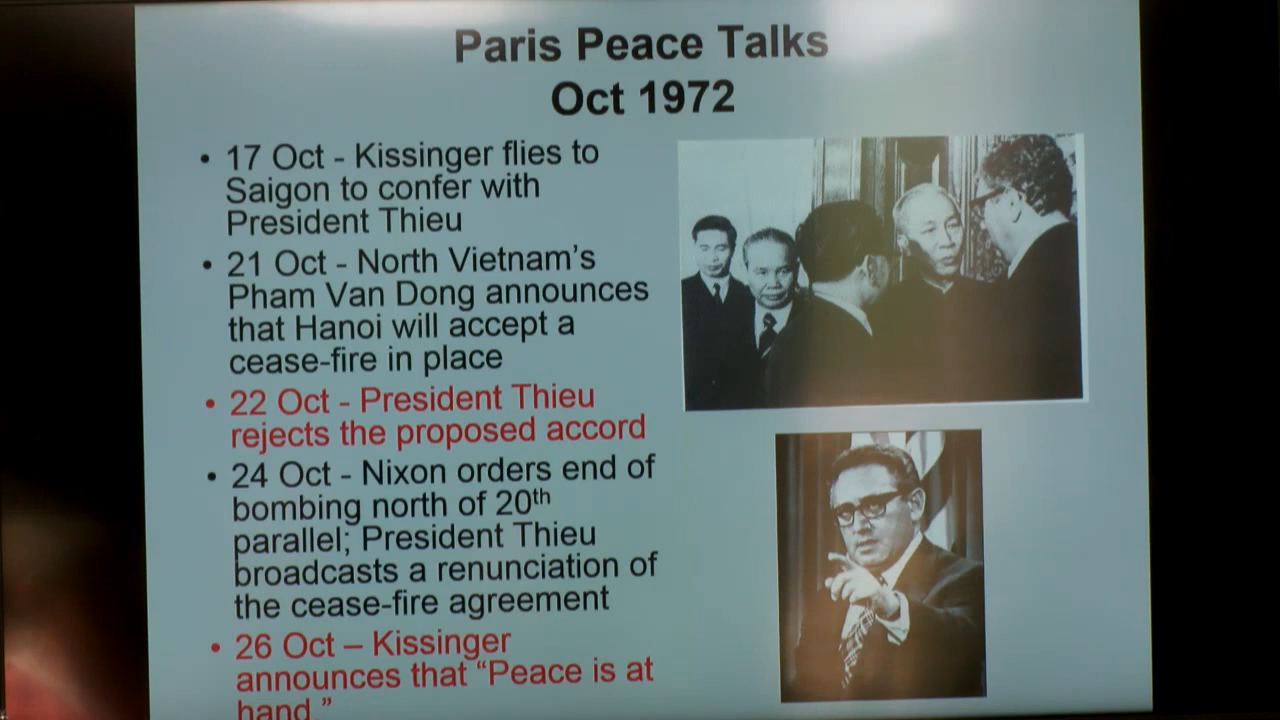 Paris Peace Talks
Oct 1972
• 17 Oct - Kissinger flies to
Saigon to confer with
President Thieu
• 21 Oct - North Vietnam's
Pham Van Dong announces
that Hanoi will accept a
cease-fire in place
• 22 Oct - President Thieu
rejects the proposed accord
• 24 Oct - Nixon orders end of
bombing north of 20th
parallel; President Thieu
broadcasts a renunciation of
the cease-fire agreement
• 26 Oct – Kissinger
announces that “Peace is at
hand.”